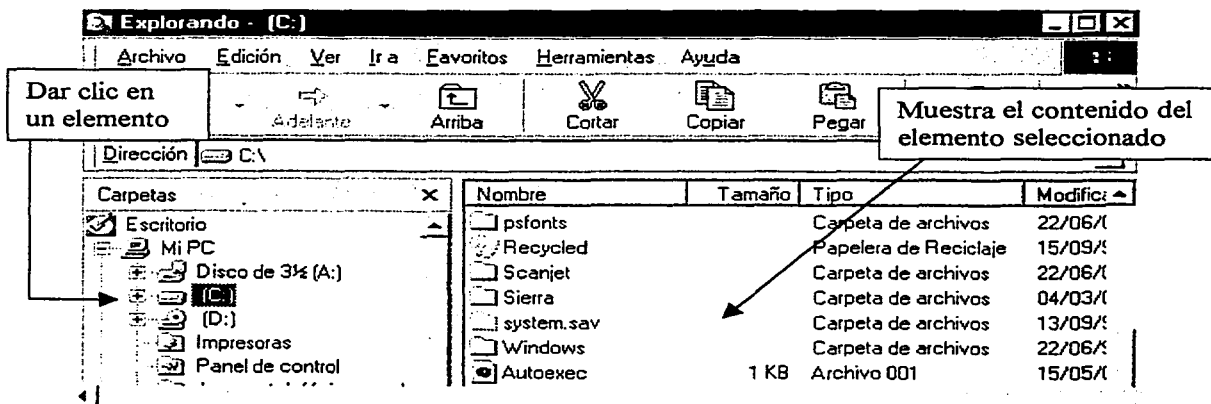 Explorando - (C:)
Archivo Edición Ver Ir a Favoritos Herramientas Ayuda
Dar clic en
un elemento
Adelante Arriba Cortar Copiar Pegar
Muestra el contenido del
elemento seleccionado
Dirección C:\
Carpetas
Escritorio
Mi PC
Disco de 3½ (A:)
(C:)
(D:)
Impresoras
Panel de control
Nombre Tamaño Tipo Modifica
psfonts Carpeta de archivos 22/06/
Recycled Papelera de Reciclaje 15/09/
Scanjet Carpeta de archivos 22/06/
Sierra Carpeta de archivos 04/03/
system.sav Carpeta de archivos 13/09/
Windows Carpeta de archivos 22/06/
Autoexec 1 KB Archivo 001 15/05/